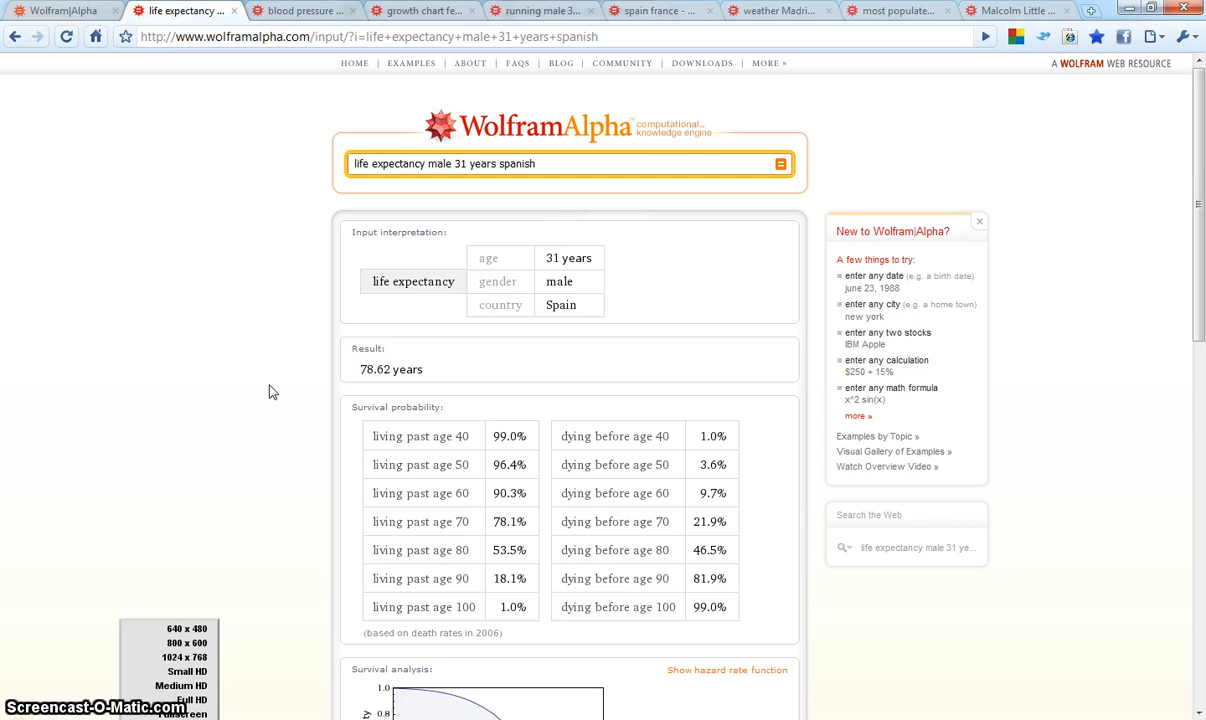 Wolfram|Alpha
life expectancy ...
blood pressure ...
growth chart fe...
running male 3...
spain france - ...
weather Madri...
most populate...
Malcolm Little ...
http://www.wolframalpha.com/input/?i=life+expectancy+male+31+years+spanish
HOME | EXAMPLES | ABOUT | FAQS | BLOG | COMMUNITY | DOWNLOADS | MORE »
A WOLFRAM WEB RESOURCE
WolframAlpha computational...
knowledge engine
life expectancy male 31 years spanish
Input interpretation:
life expectancy
age 31 years
gender male
country Spain
Result:
78.62 years
Survival probability:
living past age 40 99.0% dying before age 40 1.0%
living past age 50 96.4% dying before age 50 3.6%
living past age 60 90.3% dying before age 60 9.7%
living past age 70 78.1% dying before age 70 21.9%
living past age 80 53.5% dying before age 80 46.5%
living past age 90 18.1% dying before age 90 81.9%
living past age 100 1.0% dying before age 100 99.0%
(based on death rates in 2006)
Survival analysis:
Show hazard rate function
1.0
0.8
New to Wolfram|Alpha?
A few things to try:
enter any date (e.g. a birth date)
june 23, 1988
enter any city (e.g. a home town)
new york
enter any two stocks
IBM Apple
enter any calculation
$250 + 15%
enter any math formula
x^2 sin(x)
more »
Examples by Topic »
Visual Gallery of Examples »
Watch Overview Video »
Search the Web
life expectancy male 31 ye...
640 x 480
800 x 600
1024 x 768
Small HD
Medium HD
Full HD
Fullscreen
Screencast-O-Matic.com